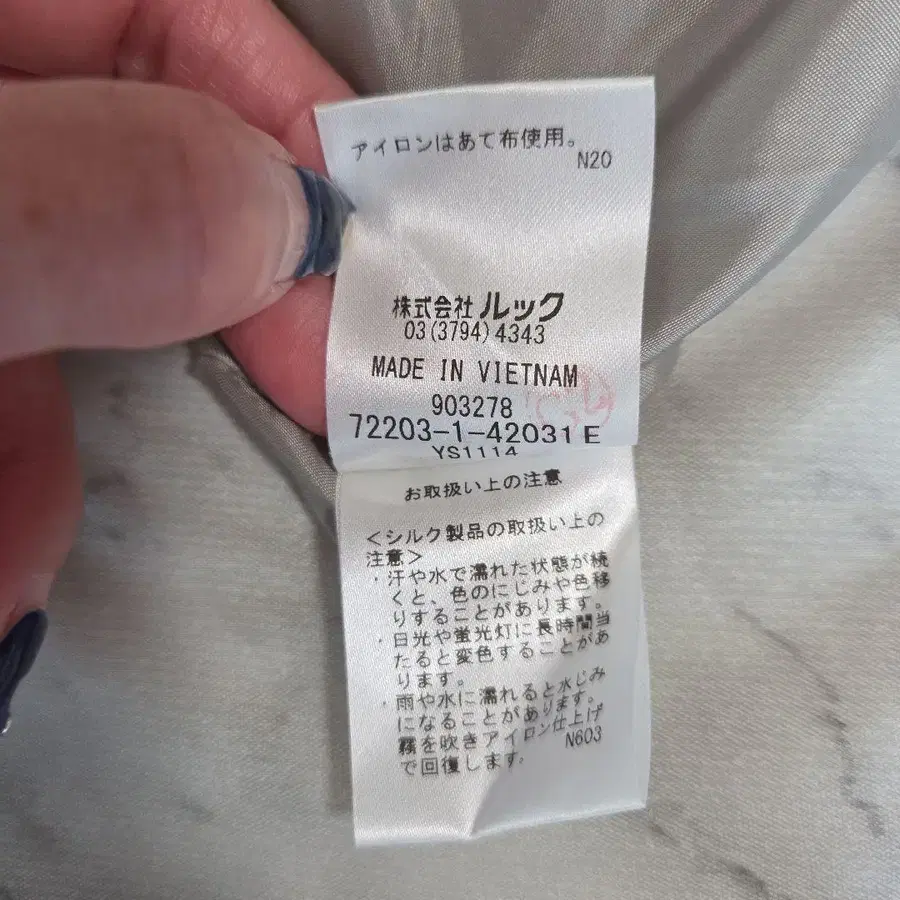 アイロンはあて布使用。
N20
株式会社 ルック
03(3794)4343
MADE IN VIETNAM
903278
72203-1-42031E
YS1114
お取扱い上の注意
<シルク製品の取扱い上の
注意>
・汗や水で濡れた状態が続
くと、色のにじみや色移
りすることがあります。
・日光や蛍光灯に長時間当
たると変色することがあ
ります。
・雨や水に濡れると水じみ
になることがあります。
霧を吹きアイロン仕上げ
で回復します。
N603